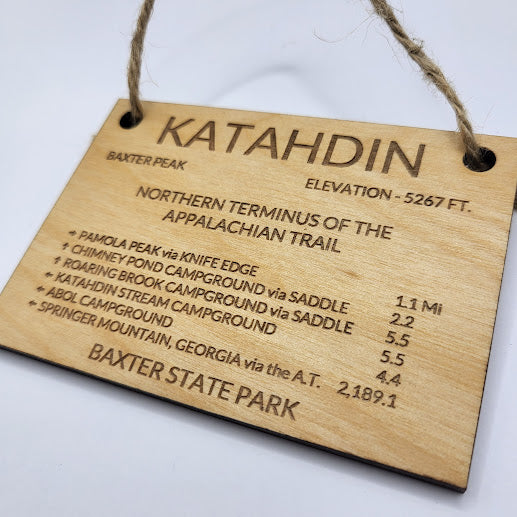 KATAHDIN
BAXTER PEAK ELEVATION - 5267 FT.
NORTHERN TERMINUS OF THE
APPALACHIAN TRAIL
→ PAMOLA PEAK via KNIFE EDGE 1.1 Mi
↑ CHIMNEY POND CAMPGROUND via SADDLE 2.2
↑ ROARING BROOK CAMPGROUND via SADDLE 5.5
← KATAHDIN STREAM CAMPGROUND 5.5
← ABOL CAMPGROUND 4.4
← SPRINGER MOUNTAIN, GEORGIA via the A.T. 2,189.1
BAXTER STATE PARK